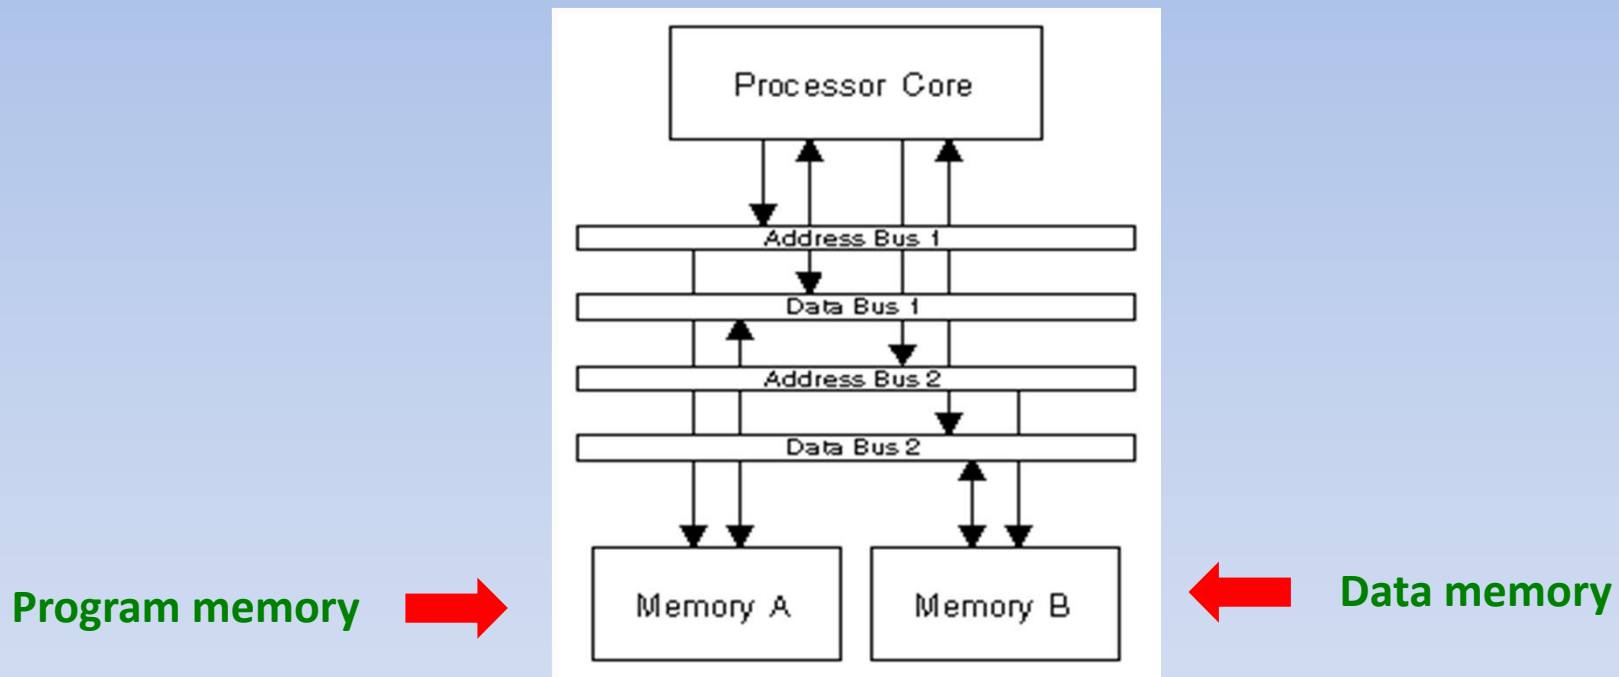 Processor Core
Address Bus 1
Data Bus 1
Address Bus 2
Data Bus 2
Program memory
Memory A
Memory B
Data memory